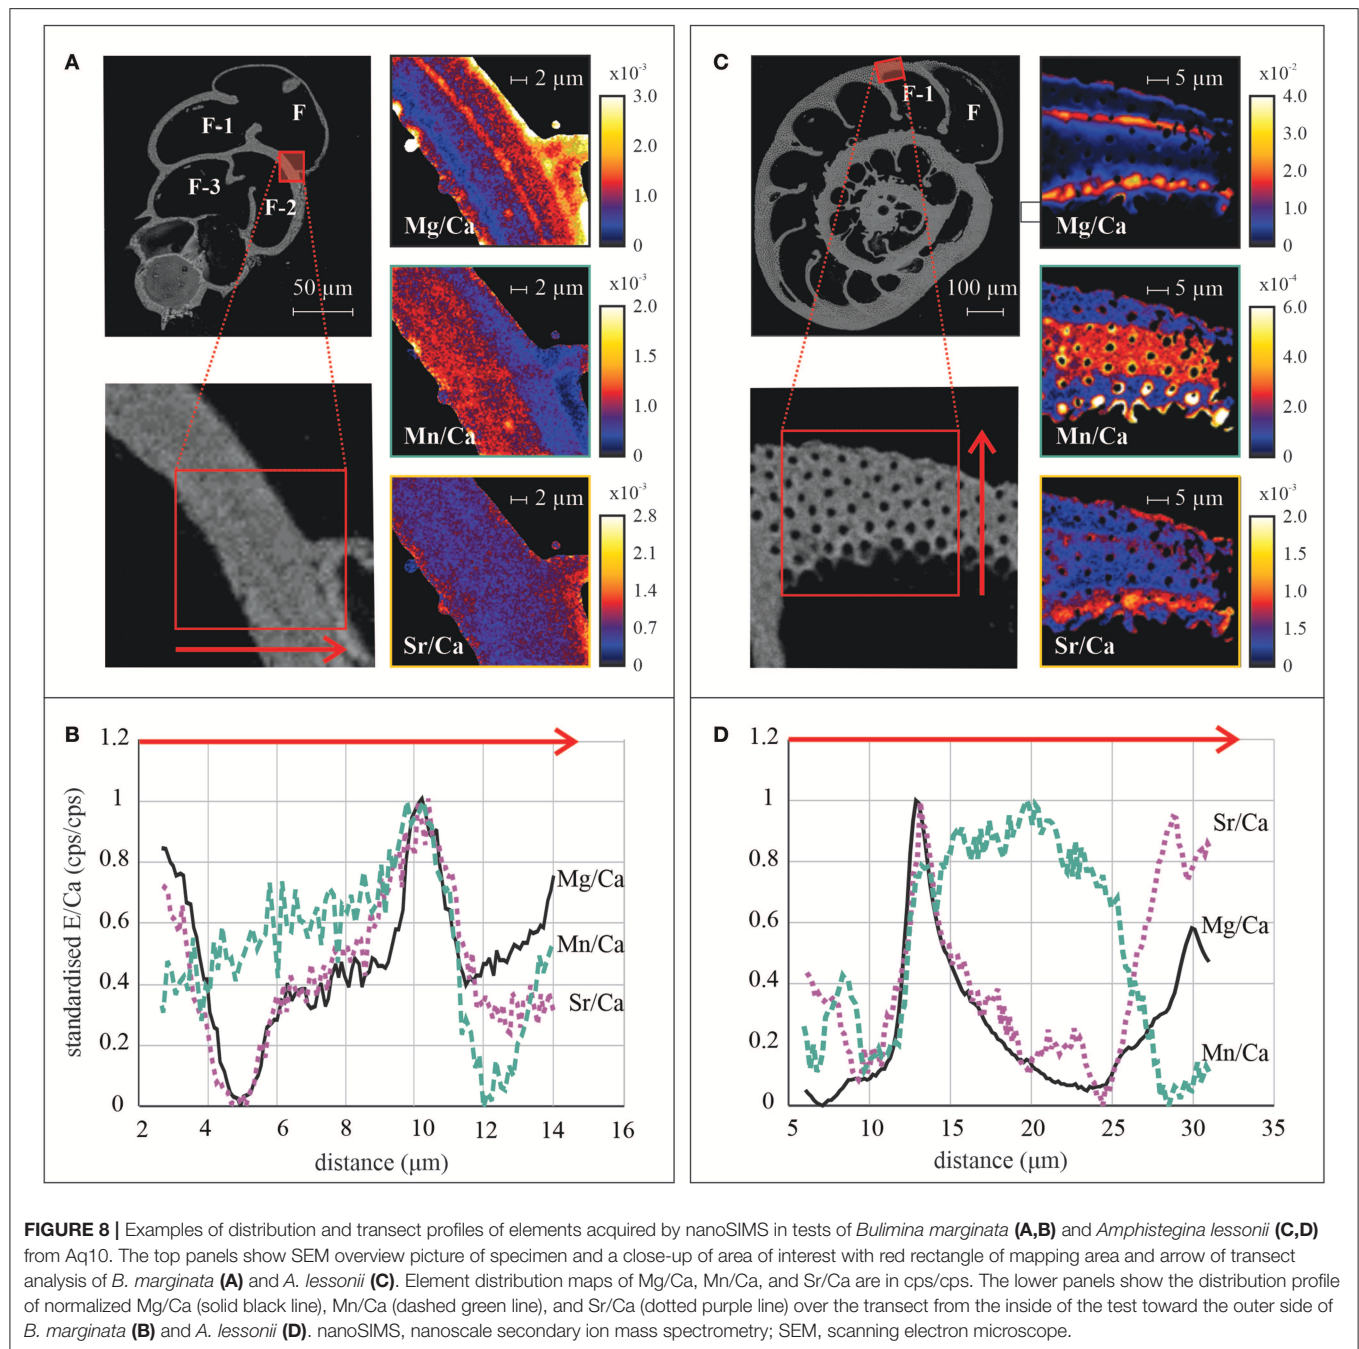 A
F-1
F
F-3
F-2
50 µm
x10⁻³
2 µm
3.0
2.0
1.0
0
Mg/Ca
x10⁻³
2 µm
2.0
1.5
1.0
0
Mn/Ca
x10⁻³
2 µm
2.8
2.1
1.4
0.7
0
Sr/Ca
C
F-1
F
100 µm
x10⁻²
5 µm
4.0
3.0
2.0
1.0
0
Mg/Ca
x10⁻⁴
5 µm
6.0
4.0
2.0
0
Mn/Ca
x10⁻³
5 µm
2.0
1.5
1.0
1.5
0
Sr/Ca
B
standardised E/Ca (cps/cps)
1.2
1
0.8
0.6
0.4
0.2
0
Mg/Ca
Mn/Ca
Sr/Ca
2 4 6 8 10 12 14 16
distance (µm)
D
1.2
1
0.8
0.6
0.4
0.2
0
Sr/Ca
Mg/Ca
Mn/Ca
5 10 15 20 25 30 35
distance (µm)
FIGURE 8 | Examples of distribution and transect profiles of elements acquired by nanoSIMS in tests of Bulimina marginata (A,B) and Amphistegina lessonii (C,D)
from Aq10. The top panels show SEM overview picture of specimen and a close-up of area of interest with red rectangle of mapping area and arrow of transect
analysis of B. marginata (A) and A. lessonii (C). Element distribution maps of Mg/Ca, Mn/Ca, and Sr/Ca are in cps/cps. The lower panels show the distribution profile
of normalized Mg/Ca (solid black line), Mn/Ca (dashed green line), and Sr/Ca (dotted purple line) over the transect from the inside of the test toward the outer side of
B. marginata (B) and A. lessonii (D). nanoSIMS, nanoscale secondary ion mass spectrometry; SEM, scanning electron microscope.